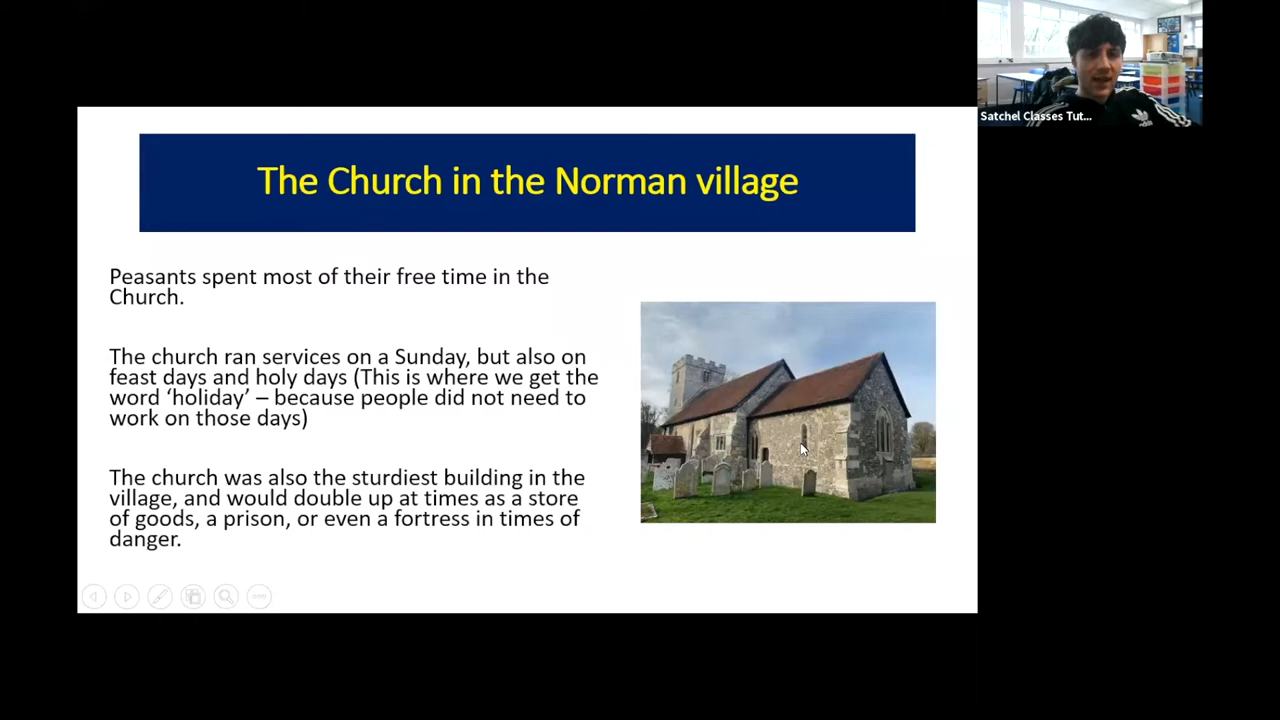 Satchel Classes Tut...
The Church in the Norman village
Peasants spent most of their free time in the
Church.
The church ran services on a Sunday, but also on
feast days and holy days (This is where we get the
word ‘holiday’ – because people did not need to
work on those days)
The church was also the sturdiest building in the
village, and would double up at times as a store
of goods, a prison, or even a fortress in times of
danger.